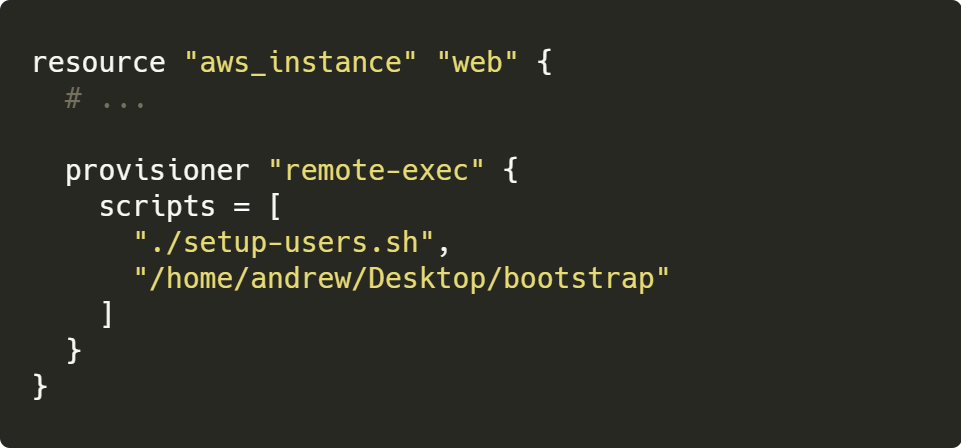 resource "aws_instance" "web" {
  # ...

  provisioner "remote-exec" {
    scripts = [
      "./setup-users.sh",
      "/home/andrew/Desktop/bootstrap"
    ]
  }
}